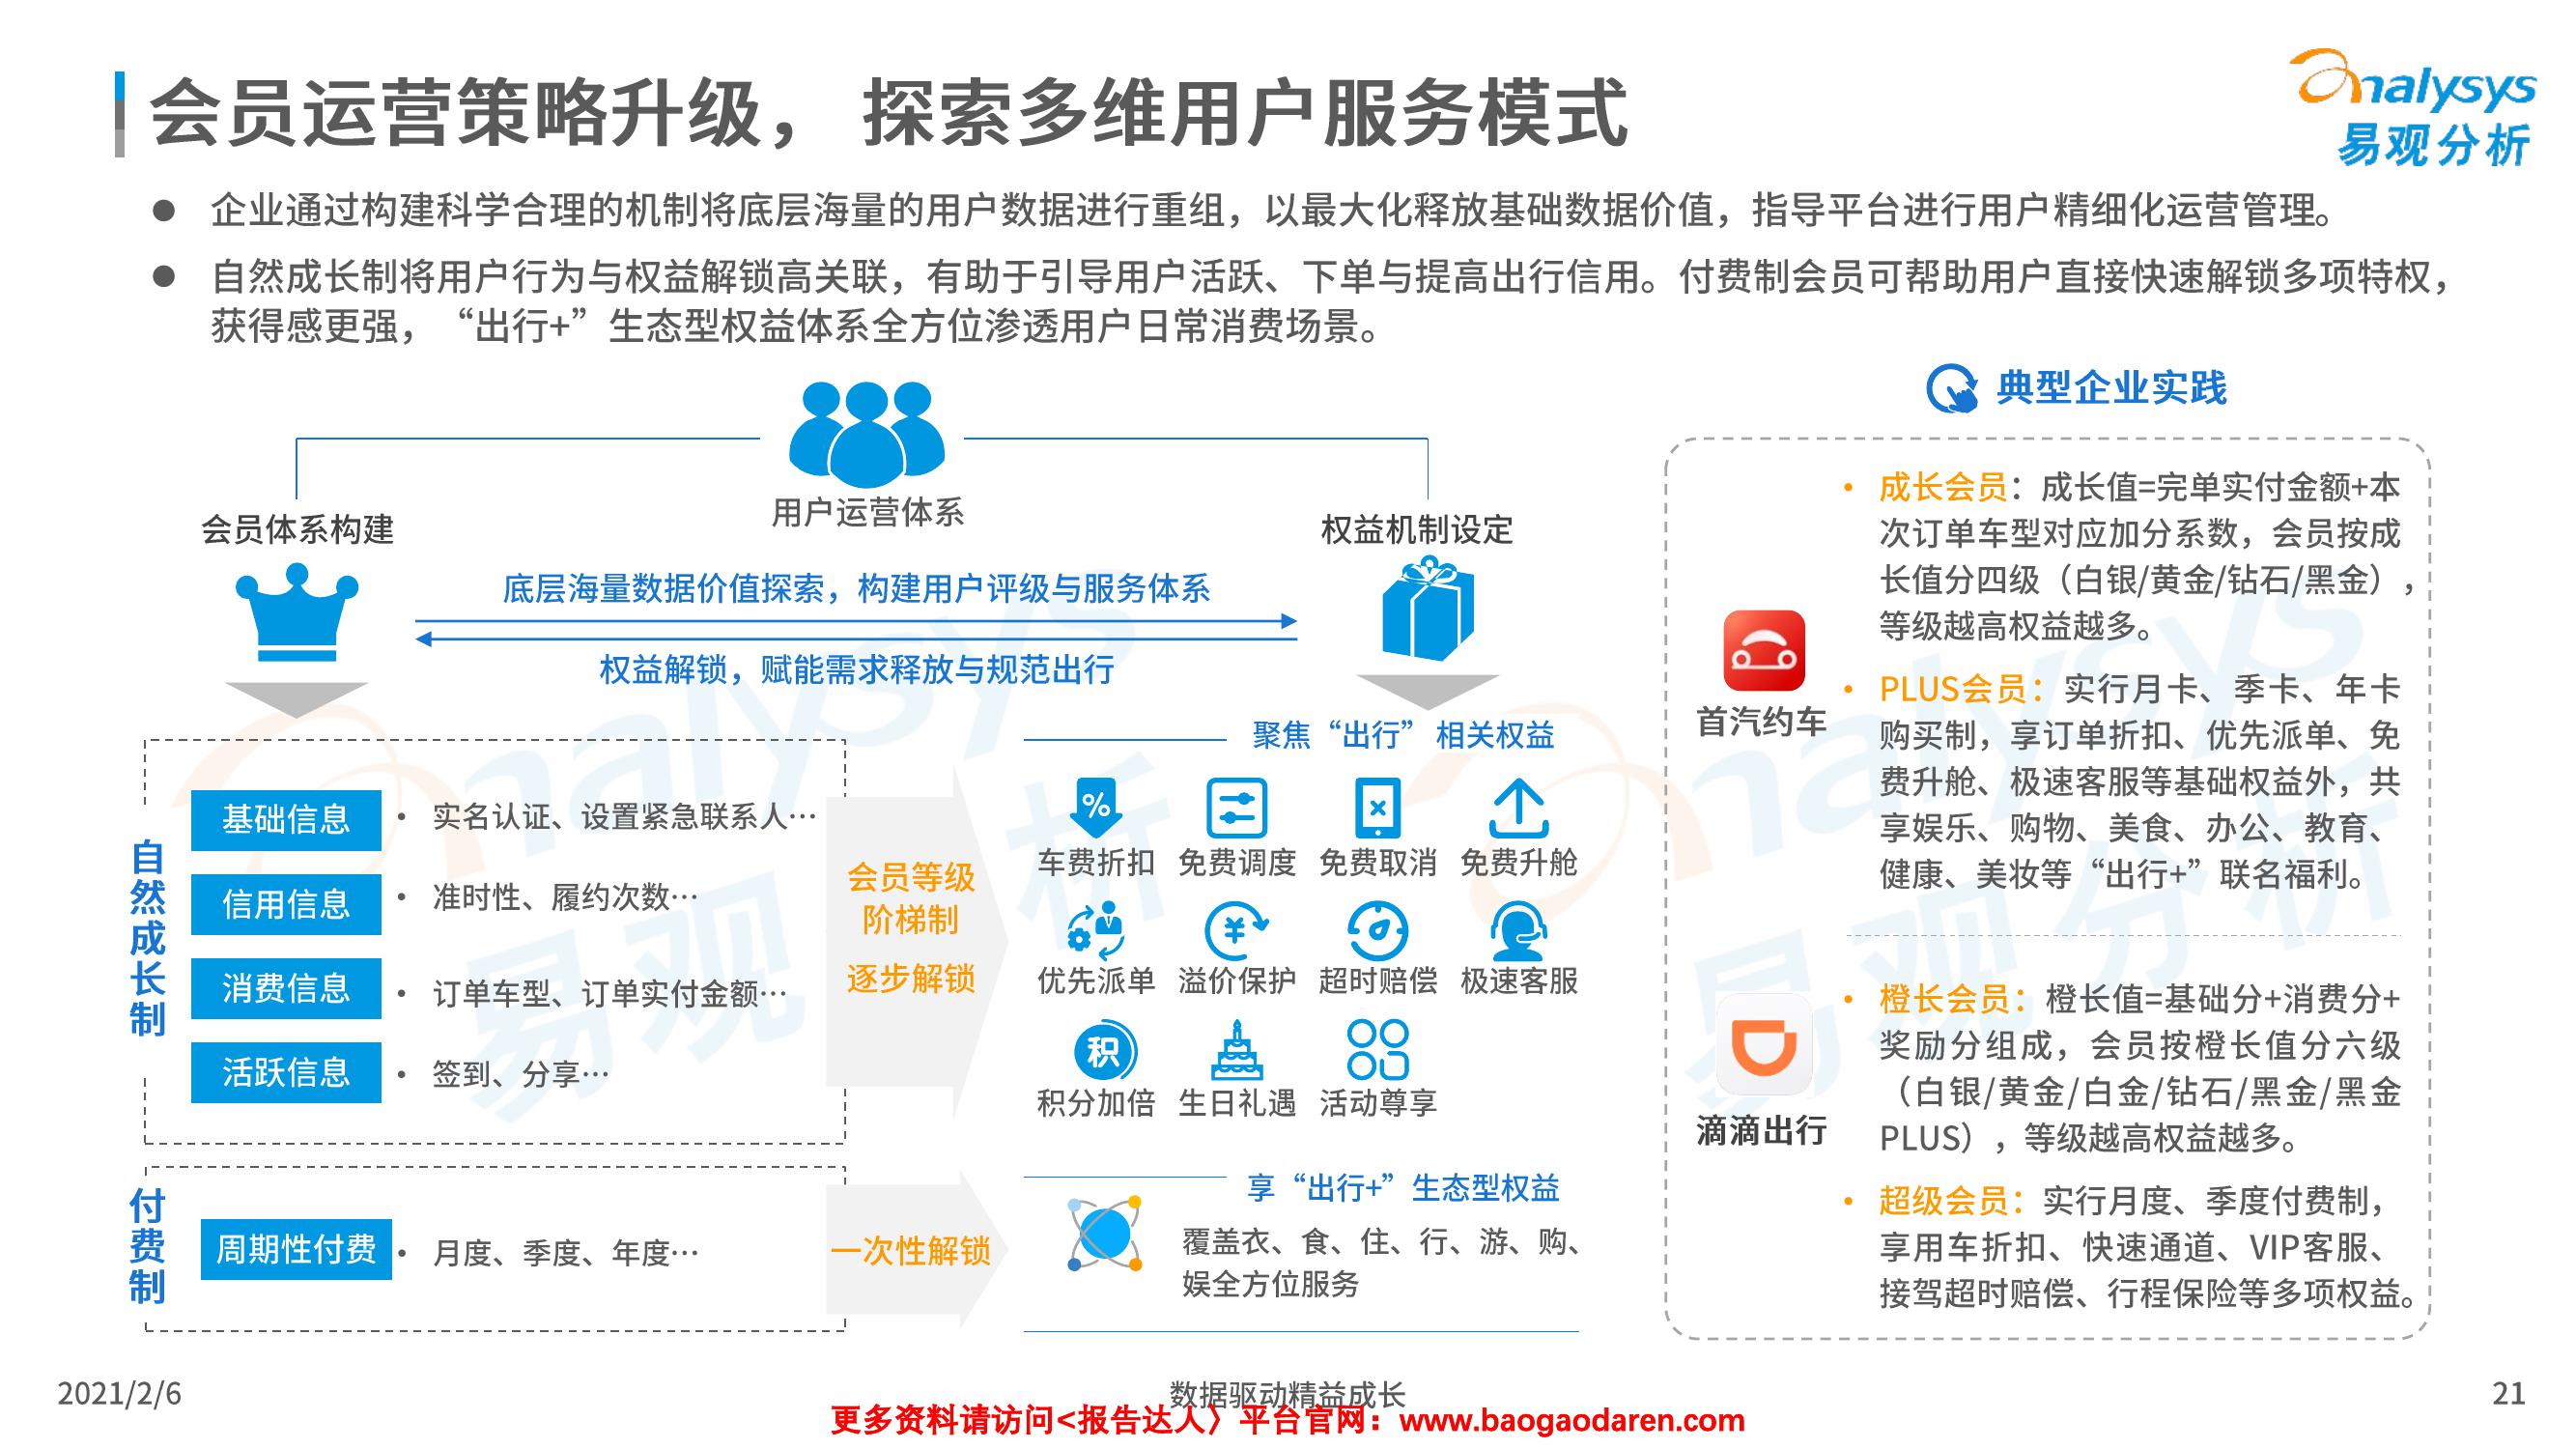 会员运营策略升级， 探索多维用户服务模式
analysys
易观分析
● 企业通过构建科学合理的机制将底层海量的用户数据进行重组，以最大化释放基础数据价值，指导平台进行用户精细化运营管理。
● 自然成长制将用户行为与权益解锁高关联，有助于引导用户活跃、下单与提高出行信用。付费制会员可帮助用户直接快速解锁多项特权，
获得感更强，“出行+”生态型权益体系全方位渗透用户日常消费场景。
用户运营体系
会员体系构建
权益机制设定
底层海量数据价值探索，构建用户评级与服务体系
权益解锁，赋能需求释放与规范出行
自然成长制
基础信息
• 实名认证、设置紧急联系人…
信用信息
• 准时性、履约次数…
消费信息
• 订单车型、订单实付金额…
活跃信息
• 签到、分享…
会员等级
阶梯制
逐步解锁
付费制
周期性付费
• 月度、季度、年度…
一次性解锁
聚焦“出行” 相关权益
%
车费折扣 免费调度 免费取消 免费升舱
¥
优先派单 溢价保护 超时赔偿 极速客服
积
积分加倍 生日礼遇 活动尊享
享“出行+”生态型权益
覆盖衣、食、住、行、游、购、
娱全方位服务
典型企业实践
首汽约车
• 成长会员：成长值=完单实付金额+本
次订单车型对应加分系数，会员按成
长值分四级（白银/黄金/钻石/黑金），
等级越高权益越多。
• PLUS会员：实行月卡、季卡、年卡
购买制，享订单折扣、优先派单、免
费升舱、极速客服等基础权益外，共
享娱乐、购物、美食、办公、教育、
健康、美妆等“出行+”联名福利。
滴滴出行
• 橙长会员：橙长值=基础分+消费分+
奖励分组成，会员按橙长值分六级
（白银/黄金/白金/钻石/黑金/黑金
PLUS），等级越高权益越多。
• 超级会员：实行月度、季度付费制，
享用车折扣、快速通道、VIP客服、
接驾超时赔偿、行程保险等多项权益。
2021/2/6
数据驱动精益成长
21
更多资料请访问<报告达人〉平台官网：www.baogaodaren.com